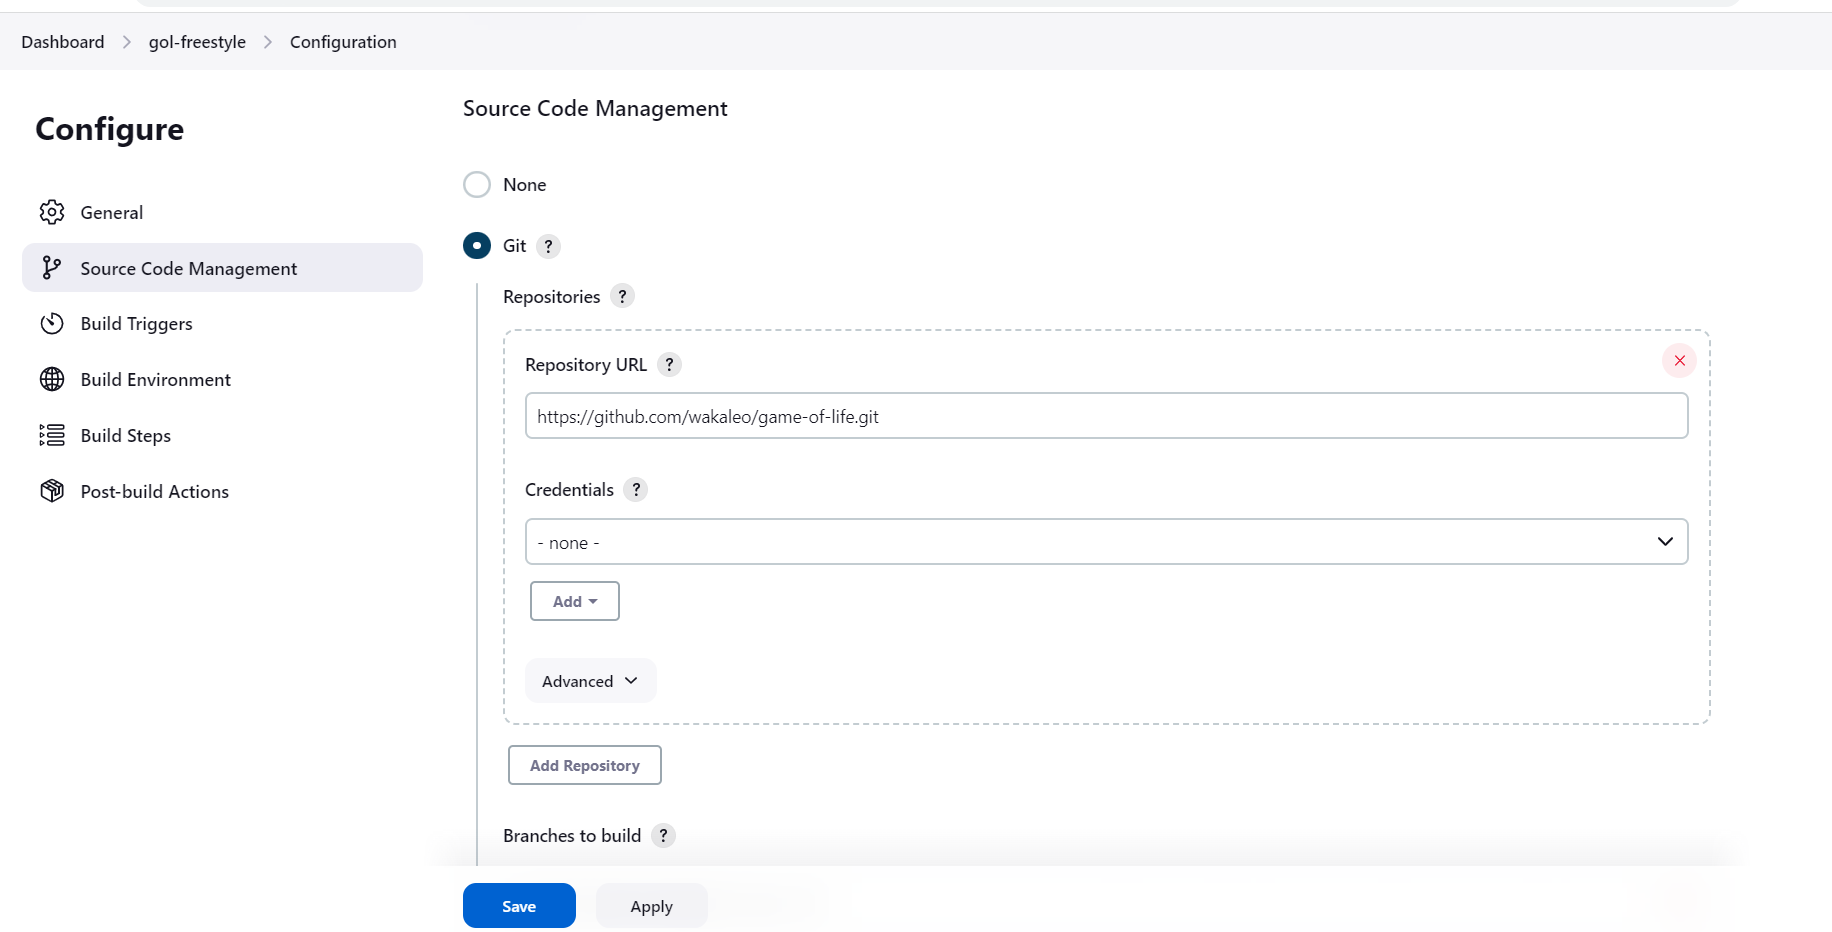 Dashboard > gol-freestyle > Configuration
Configure
General
Source Code Management
Build Triggers
Build Environment
Build Steps
Post-build Actions
Source Code Management
None
Git ?
Repositories ?
Repository URL ?
https://github.com/wakaleo/game-of-life.git
Credentials ?
- none -
Add
Advanced
Add Repository
Branches to build ?
Save Apply